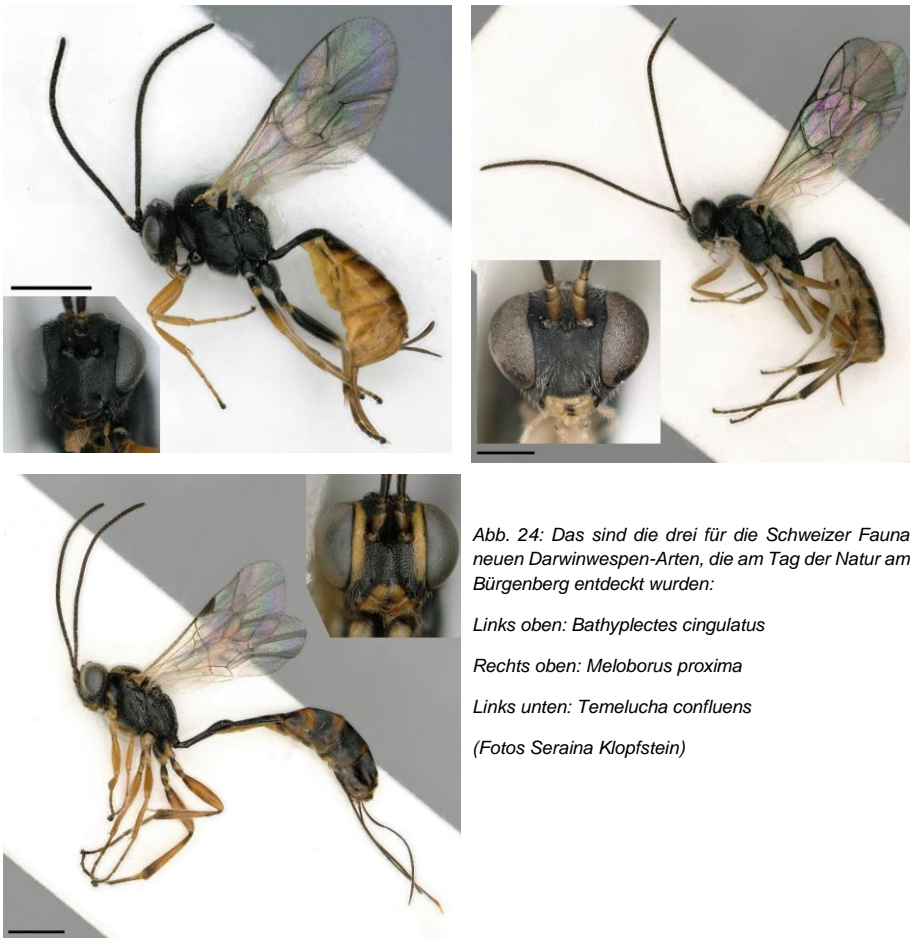 Abb. 24: Das sind die drei für die Schweizer Fauna
neuen Darwinwespen-Arten, die am Tag der Natur am
Bürgenberg entdeckt wurden:
Links oben: Bathyplectes cingulatus
Rechts oben: Meloborus proxima
Links unten: Temelucha confluens
(Fotos Seraina Klopfstein)